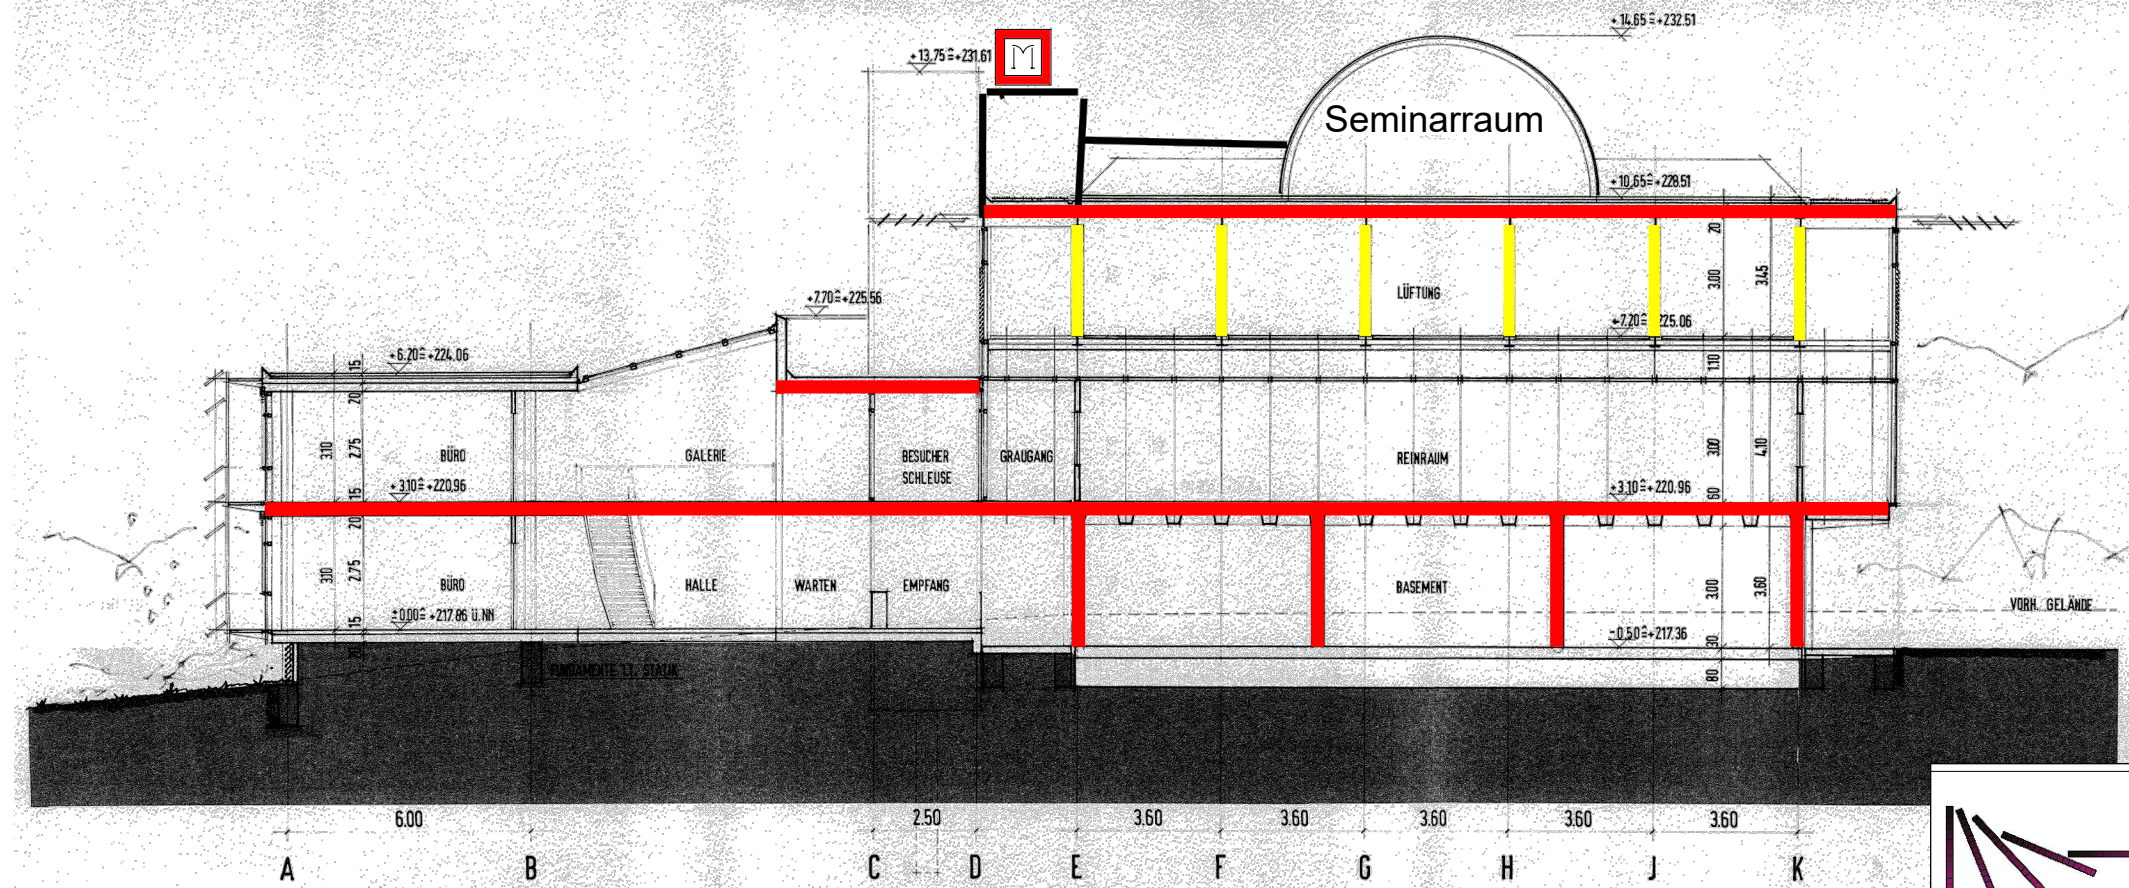 +14.65≙+232.51
+13.75≙+231.61
M
Seminarraum
+10.65≙+228.51
20
3.00
3.45
LÜFTUNG
+7.70≙+225.56
+7.20≙+225.06
+6.20≙+224.06
15
1.10
20
3.10
2.75
BÜRO
GALERIE
BESUCHER
SCHLEUSE
GRAUGANG
REINRAUM
3.00
4.10
+3.10≙+220.96
+3.10≙+220.96
15
60
20
3.10
2.75
BÜRO
HALLE
WARTEN
EMPFANG
BASEMENT
3.00
3.60
VORH. GELÄNDE
±0.00≙+217.86 Ü.NN
15
-0.50≙+217.36
30
20
FUNDAMENTE LT. STATIK
80
6.00
2.50
3.60
3.60
3.60
3.60
3.60
A
B
C
D
E
F
G
H
J
K